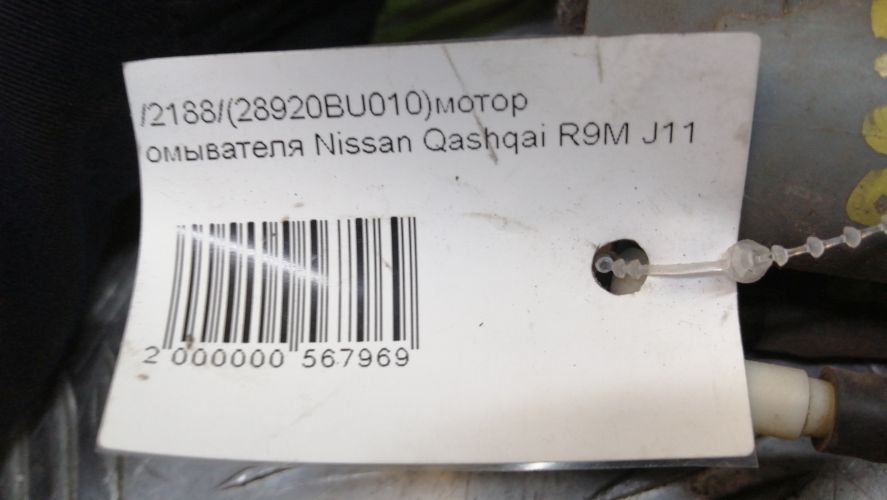 /2188/(28920BU010)мотор
омывателя Nissan Qashqai R9M J11
2 000000 567969